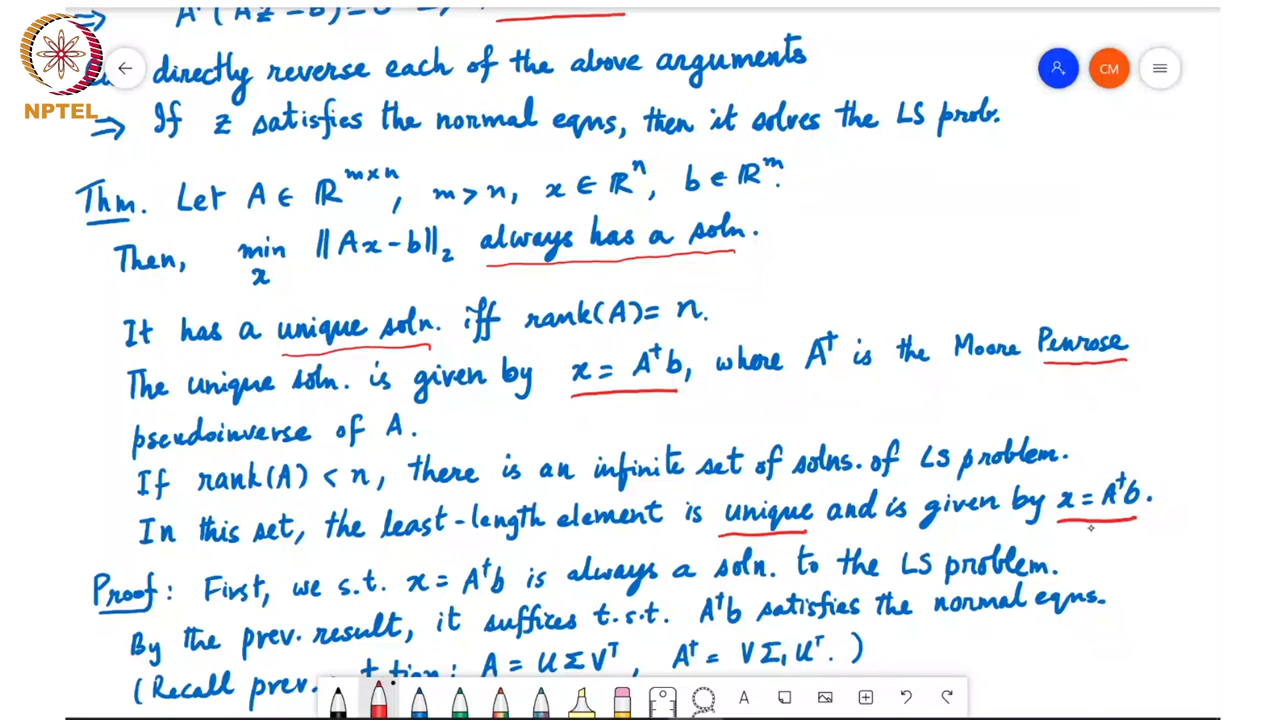 ⇒ Aᵀ(Az-b)=0
directly reverse each of the above arguments
NPTEL
CM
⇒ If z satisfies the normal eqns, then it solves the LS prob.
Thm. Let A ∈ ℝ^{m×n}, m > n, x ∈ ℝⁿ, b ∈ ℝᵐ.
Then, min_x ||Ax-b||₂ always has a soln.
It has a unique soln. iff rank(A)= n.
The unique soln. is given by x = A†b, where A† is the Moore Penrose
pseudoinverse of A.
If rank(A) < n, there is an infinite set of solns. of LS problem.
In this set, the least-length element is unique and is given by x = A†b.
Proof: First, we s.t. x = A†b is always a soln. to the LS problem.
By the prev. result, it suffices t.s.t. A†b satisfies the normal eqns.
(Recall prev. A = UΣVᵀ, A† = VΣ₁Uᵀ.)
A